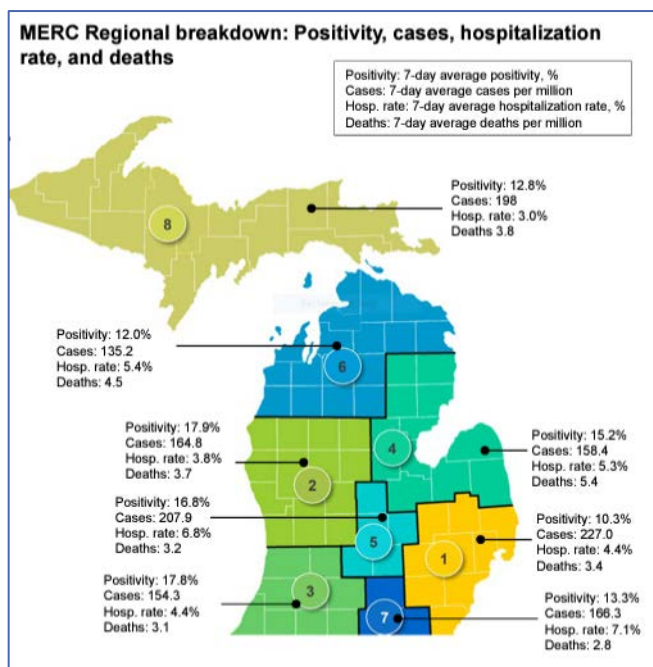 MERC Regional breakdown: Positivity, cases, hospitalization
rate, and deaths
Positivity: 7-day average positivity, %
Cases: 7-day average cases per million
Hosp. rate: 7-day average hospitalization rate, %
Deaths: 7-day average deaths per million
Positivity: 12.8%
Cases: 198
Hosp. rate: 3.0%
Deaths 3.8
8
Positivity: 12.0%
Cases: 135.2
Hosp. rate: 5.4%
Deaths: 4.5
6
Positivity: 17.9%
Cases: 164.8
Hosp. rate: 3.8%
Deaths: 3.7
2
4
Positivity: 15.2%
Cases: 158.4
Hosp. rate: 5.3%
Deaths: 5.4
Positivity: 16.8%
Cases: 207.9
Hosp. rate: 6.8%
Deaths: 3.2
5
1
Positivity: 10.3%
Cases: 227.0
Hosp. rate: 4.4%
Deaths: 3.4
Positivity: 17.8%
Cases: 154.3
Hosp. rate: 4.4%
Deaths: 3.1
3
7
Positivity: 13.3%
Cases: 166.3
Hosp. rate: 7.1%
Deaths: 2.8